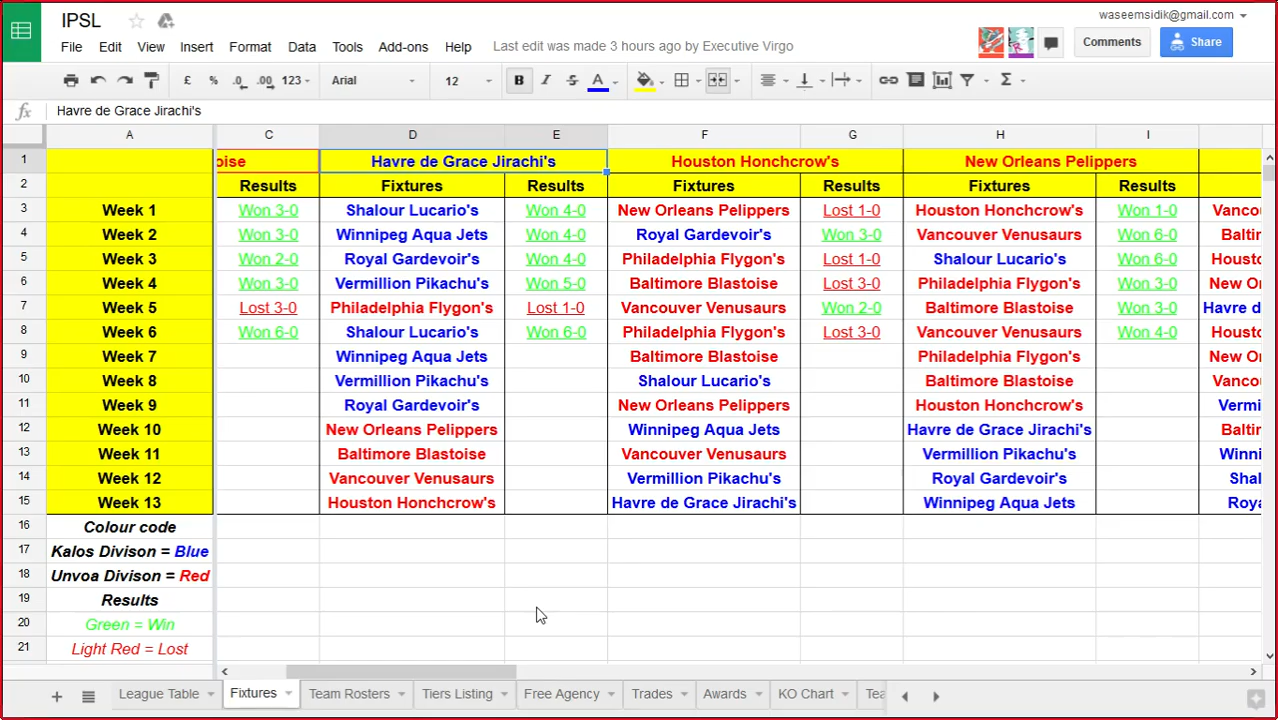 IPSL
waseemsidik@gmail.com
File Edit View Insert Format Data Tools Add-ons Help Last edit was made 3 hours ago by Executive Virgo
Comments Share
£ % .0 .00 123 Arial 12 B I S A Σ
fx Havre de Grace Jirachi's
A C D E F G H I
1 oise Havre de Grace Jirachi's Houston Honchcrow's New Orleans Pelippers
2 Results Fixtures Results Fixtures Results Fixtures Results
3 Week 1 Won 3-0 Shalour Lucario's Won 4-0 New Orleans Pelippers Lost 1-0 Houston Honchcrow's Won 1-0 Vancou
4 Week 2 Won 3-0 Winnipeg Aqua Jets Won 4-0 Royal Gardevoir's Won 3-0 Vancouver Venusaurs Won 6-0 Baltin
5 Week 3 Won 2-0 Royal Gardevoir's Won 4-0 Philadelphia Flygon's Lost 1-0 Shalour Lucario's Won 6-0 Philad
6 Week 4 Won 3-0 Vermillion Pikachu's Won 5-0 Baltimore Blastoise Lost 3-0 Philadelphia Flygon's Won 3-0 New O
7 Week 5 Lost 3-0 Philadelphia Flygon's Lost 1-0 Vancouver Venusaurs Won 2-0 Baltimore Blastoise Won 3-0 Havre d
8 Week 6 Won 6-0 Shalour Lucario's Won 6-0 Philadelphia Flygon's Lost 3-0 Vancouver Venusaurs Won 4-0 Houst
9 Week 7 Winnipeg Aqua Jets Baltimore Blastoise Philadelphia Flygon's New O
10 Week 8 Vermillion Pikachu's Shalour Lucario's Baltimore Blastoise Vancou
11 Week 9 Royal Gardevoir's New Orleans Pelippers Houston Honchcrow's Vermi
12 Week 10 New Orleans Pelippers Winnipeg Aqua Jets Havre de Grace Jirachi's Baltin
13 Week 11 Baltimore Blastoise Vancouver Venusaurs Vermillion Pikachu's Winni
14 Week 12 Vancouver Venusaurs Vermillion Pikachu's Royal Gardevoir's Shal
15 Week 13 Houston Honchcrow's Havre de Grace Jirachi's Winnipeg Aqua Jets Roya
16 Colour code
17 Kalos Divison = Blue
18 Unvoa Divison = Red
19 Results
20 Green = Win
21 Light Red = Lost
League Table Fixtures Team Rosters Tiers Listing Free Agency Trades Awards KO Chart Tea